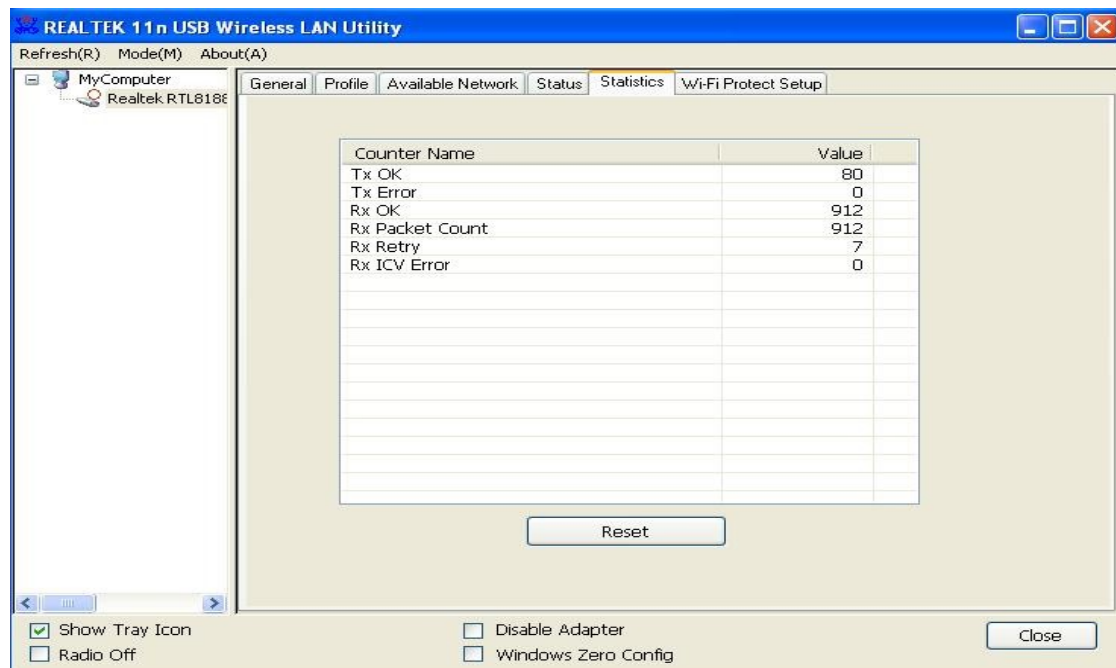 REALTEK 11n USB Wireless LAN Utility
Refresh(R) Mode(M) About(A)
MyComputer
Realtek RTL8188
General Profile Available Network Status Statistics Wi-Fi Protect Setup
Counter Name Value
Tx OK 80
Tx Error 0
Rx OK 912
Rx Packet Count 912
Rx Retry 7
Rx ICV Error 0
Reset
Show Tray Icon Disable Adapter Close
Radio Off Windows Zero Config